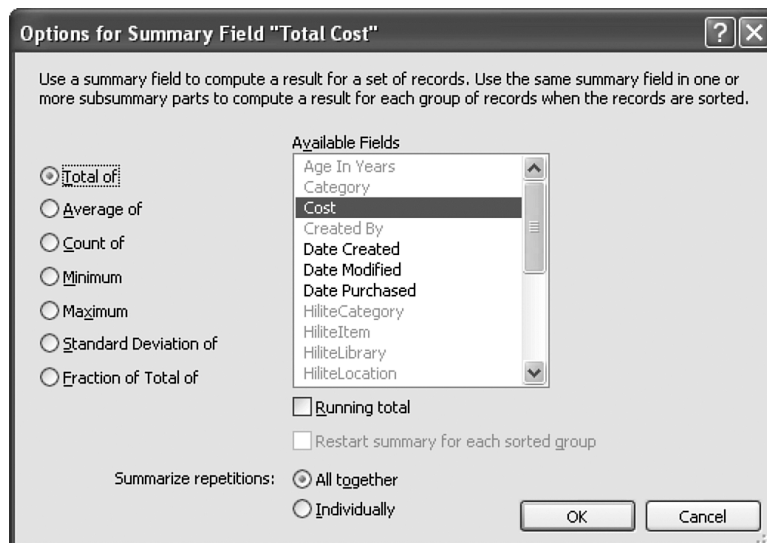 Options for Summary Field "Total Cost"
Use a summary field to compute a result for a set of records. Use the same summary field in one or
more subsummary parts to compute a result for each group of records when the records are sorted.
Available Fields
Total of
Average of
Count of
Minimum
Maximum
Standard Deviation of
Fraction of Total of
Age In Years
Category
Cost
Created By
Date Created
Date Modified
Date Purchased
HiliteCategory
HiliteItem
HiliteLibrary
HiliteLocation
Running total
Restart summary for each sorted group
Summarize repetitions:
All together
Individually
OK
Cancel